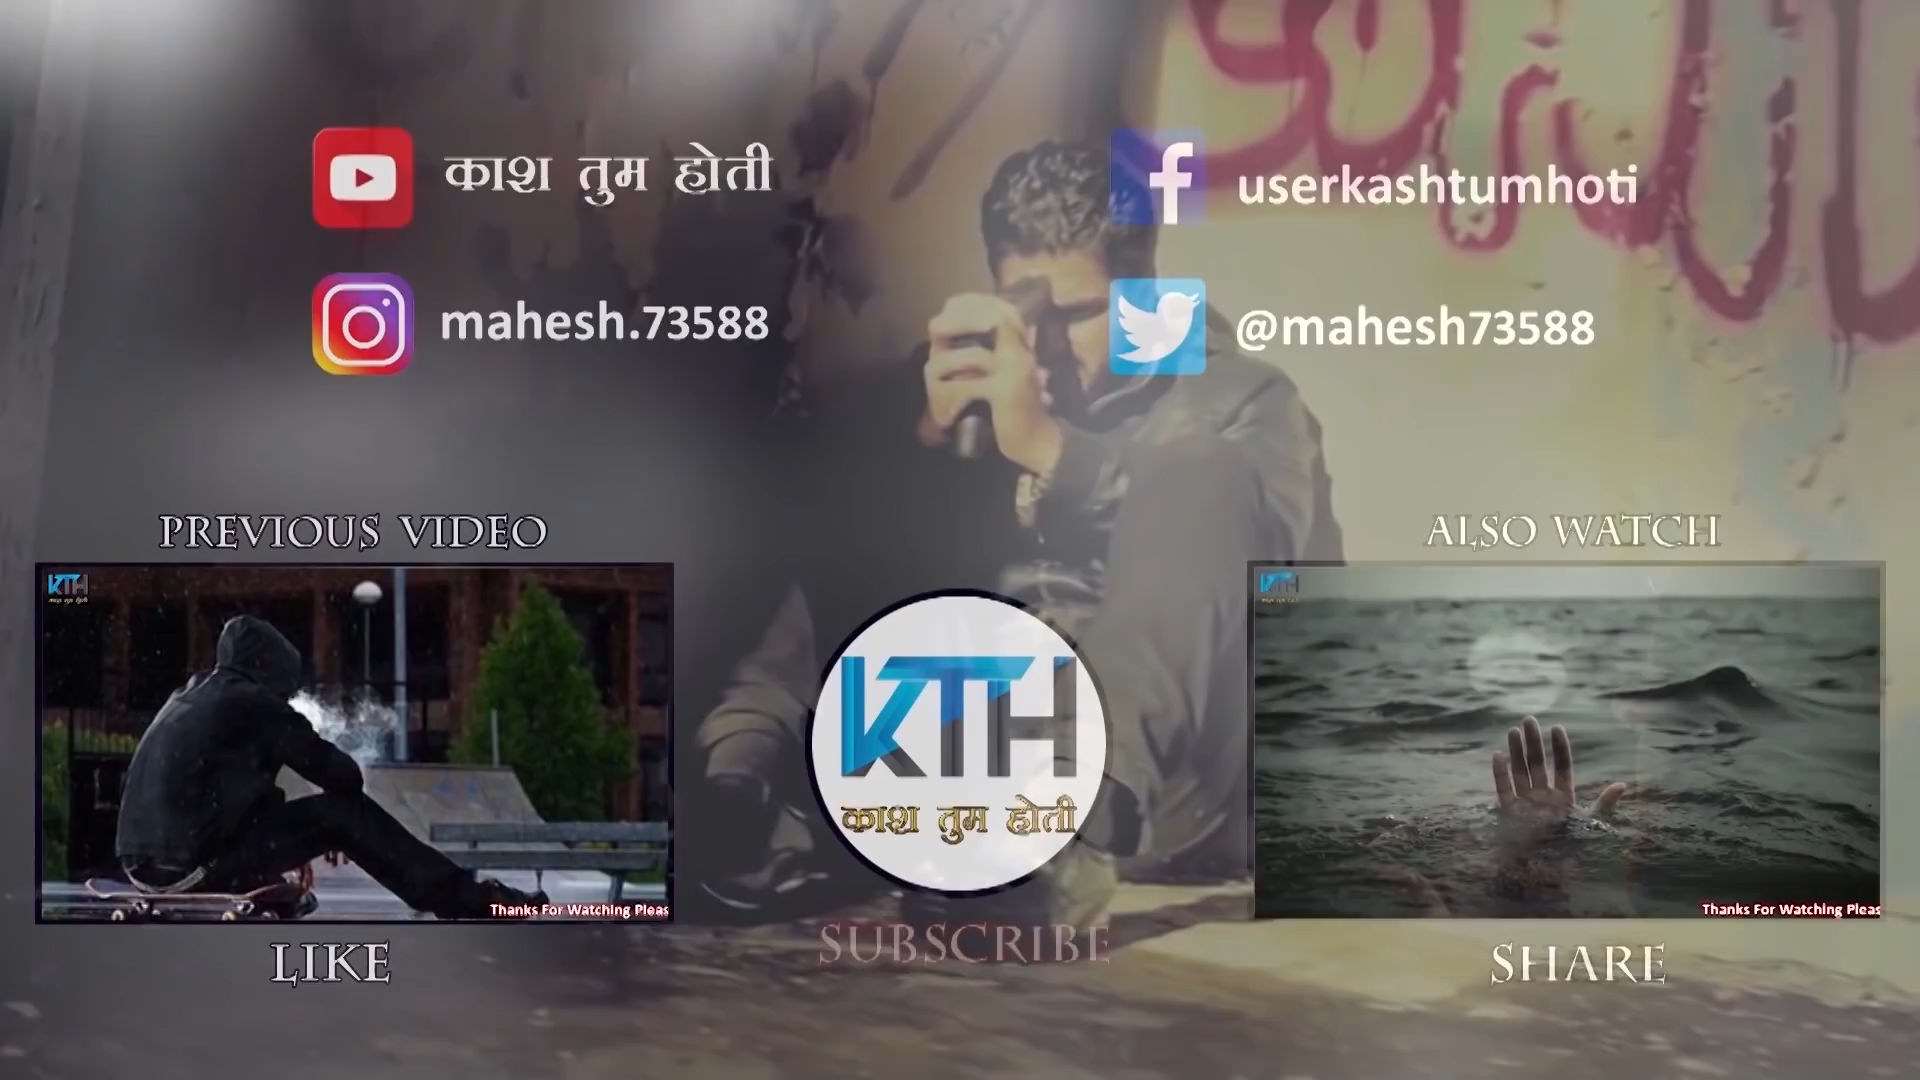 काश तुम होती
userkashtumhoti
mahesh.73588
@mahesh73588
PREVIOUS VIDEO
ALSO WATCH
KTH
KTH
KTH
काश तुम होती
Thanks For Watching Pleas
Thanks For Watching Pleas
LIKE
SUBSCRIBE
SHARE